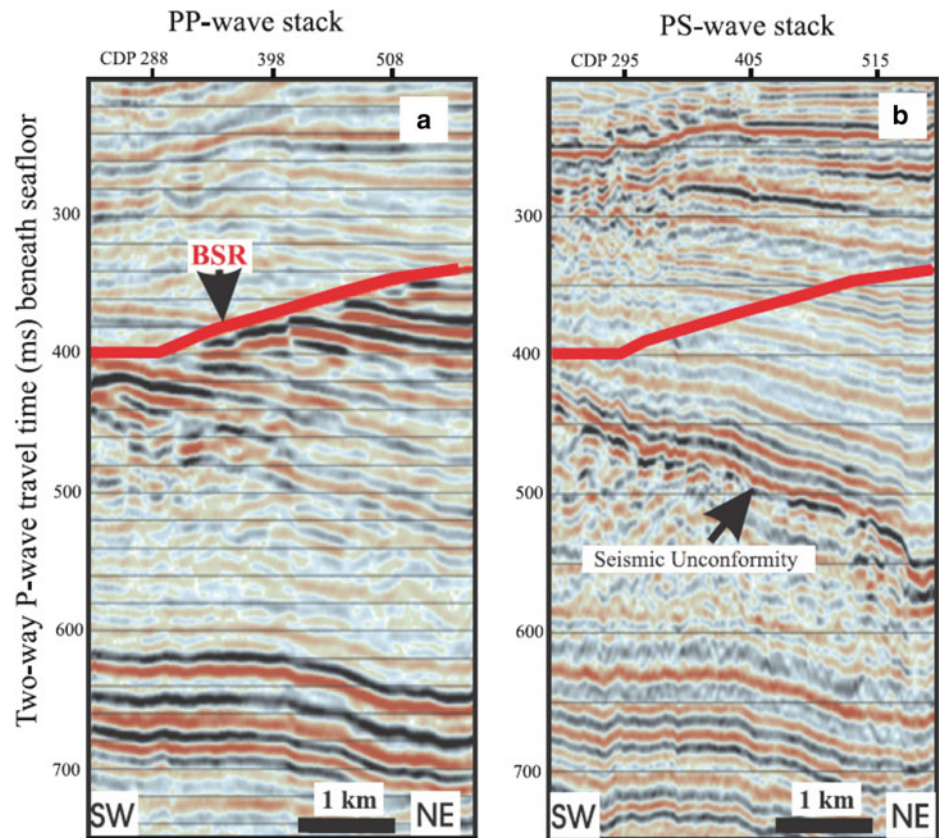 PP-wave stack
PS-wave stack
CDP 288 398 508
CDP 295 405 515
a
b
Two-way P-wave travel time (ms) beneath seafloor
300
400
500
600
700
BSR
300
400
500
600
700
Seismic Unconformity
SW
1 km
NE
SW
1 km
NE